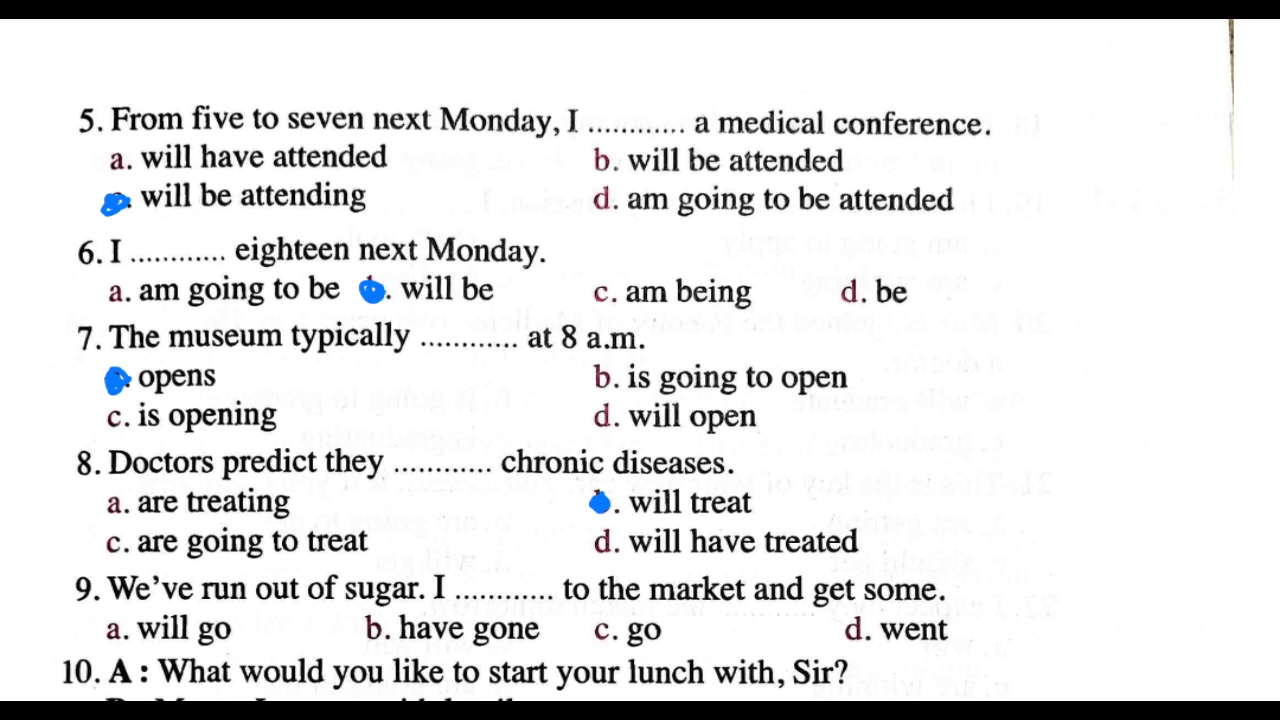 5. From five to seven next Monday, I ............ a medical conference.
a. will have attended b. will be attended
will be attending d. am going to be attended
6. I ............ eighteen next Monday.
a. am going to be . will be c. am being d. be
7. The museum typically ............ at 8 a.m.
opens b. is going to open
c. is opening d. will open
8. Doctors predict they ............ chronic diseases.
a. are treating . will treat
c. are going to treat d. will have treated
9. We've run out of sugar. I ............ to the market and get some.
a. will go b. have gone c. go d. went
10. A : What would you like to start your lunch with, Sir?